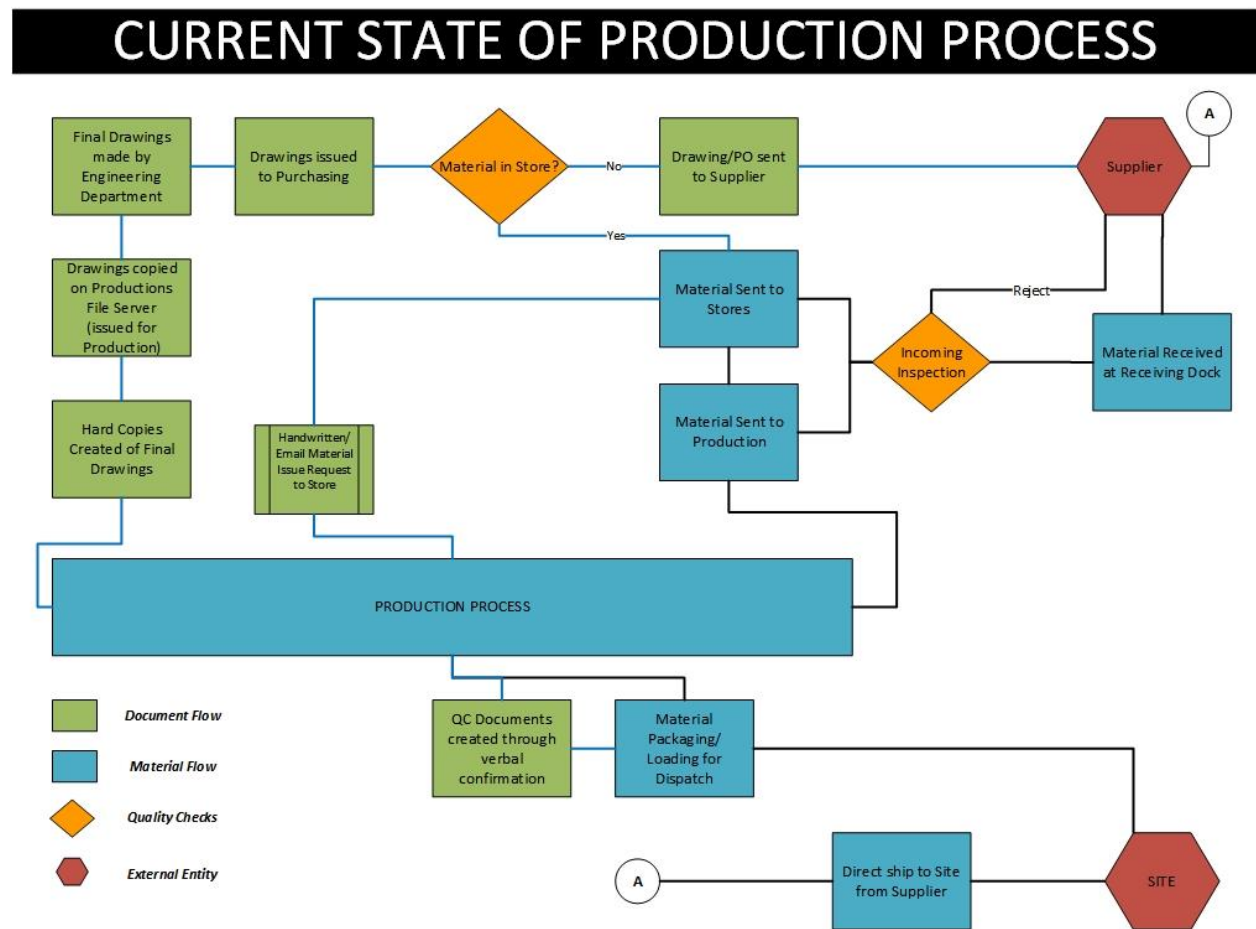 CURRENT STATE OF PRODUCTION PROCESS
Final Drawings
made by
Engineering
Department
Drawings issued
to Purchasing
Material in Store?
No
Drawing/PO sent
to Supplier
Supplier
A
Yes
Drawings copied
on Productions
File Server
(issued for
Production)
Material Sent to
Stores
Reject
Incoming
Inspection
Material Received
at Receiving Dock
Hard Copies
Created of Final
Drawings
Handwritten/
Email Material
Issue Request
to Store
Material Sent to
Production
PRODUCTION PROCESS
QC Documents
created through
verbal
confirmation
Material
Packaging/
Loading for
Dispatch
Document Flow
Material Flow
Quality Checks
External Entity
A
Direct ship to Site
from Supplier
SITE